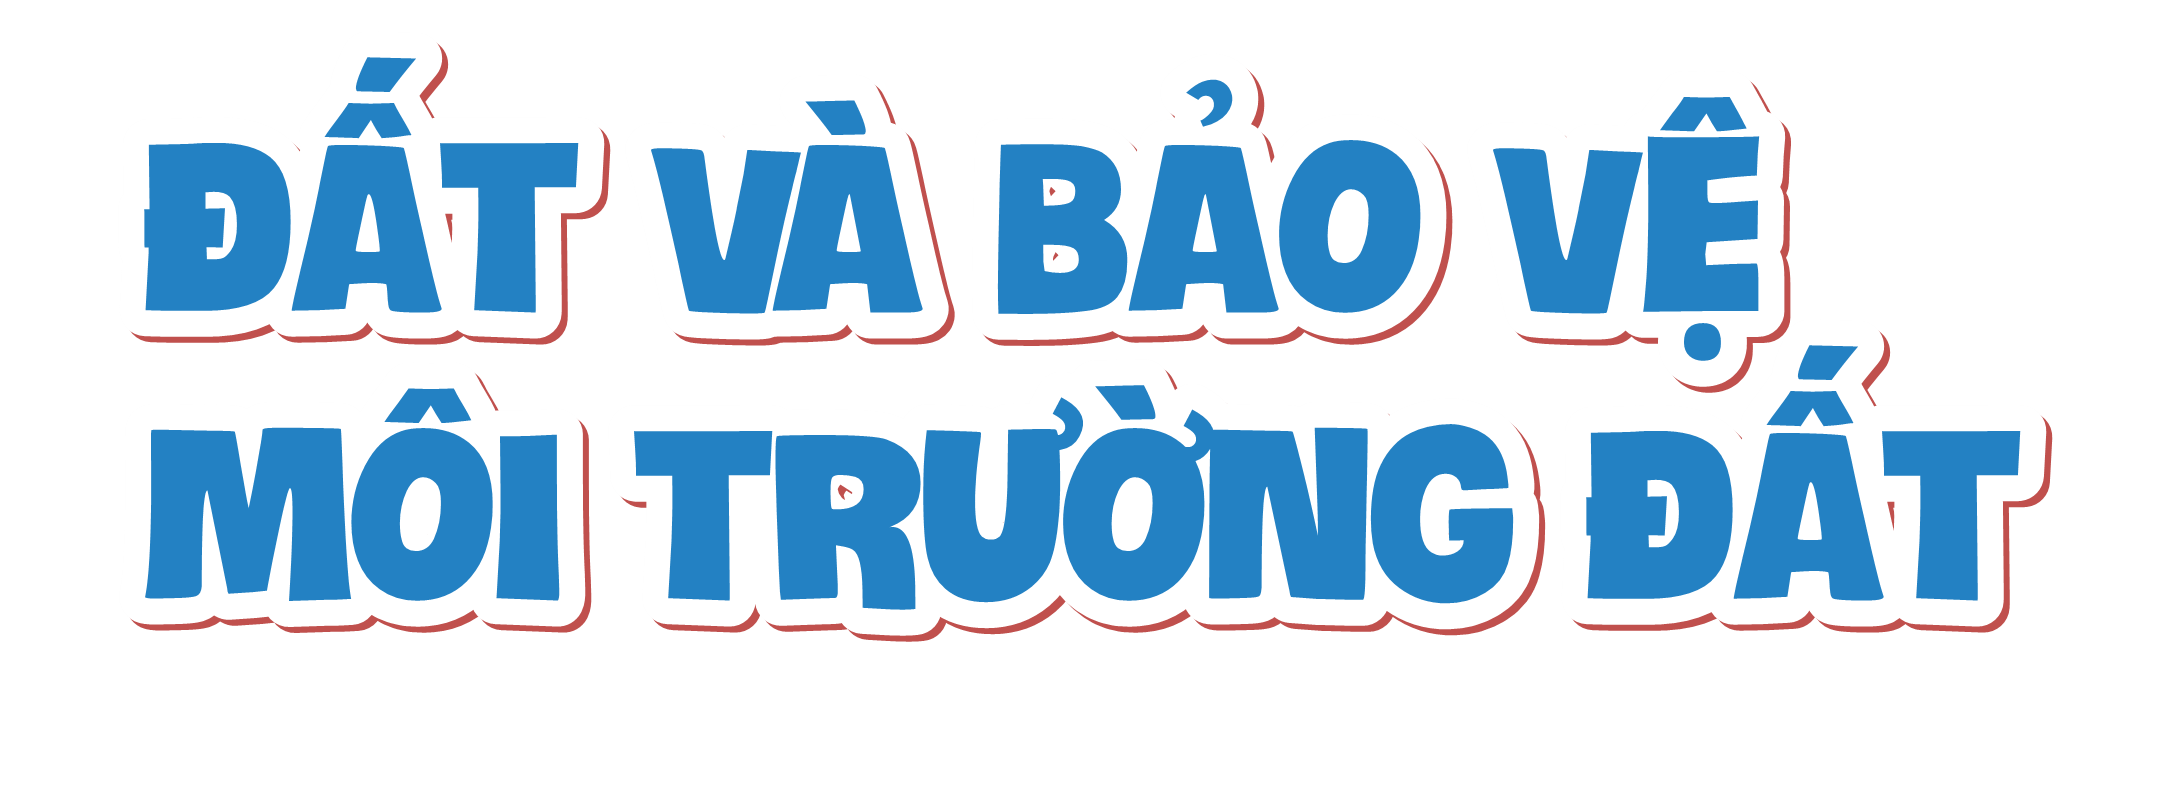 ĐẤT VÀ BẢO VỆ
MÔI TRƯỜNG ĐẤT